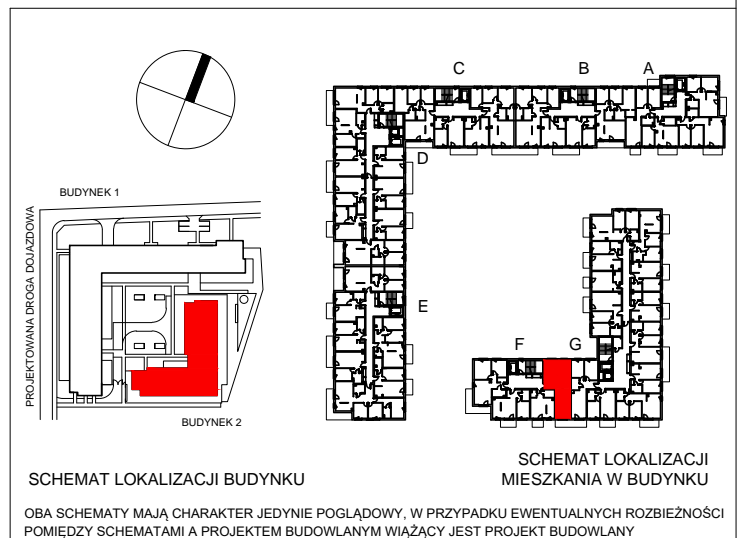 C
B
A
D
BUDYNEK 1
PROJEKTOWANA DROGA DOJAZDOWA
E
F
G
BUDYNEK 2
SCHEMAT LOKALIZACJI BUDYNKU
SCHEMAT LOKALIZACJI
MIESZKANIA W BUDYNKU
OBA SCHEMATY MAJĄ CHARAKTER JEDYNIE POGLĄDOWY, W PRZYPADKU EWENTUALNYCH ROZBIEŻNOŚCI
POMIĘDZY SCHEMATAMI A PROJEKTEM BUDOWLANYM WIĄŻĄCY JEST PROJEKT BUDOWLANY